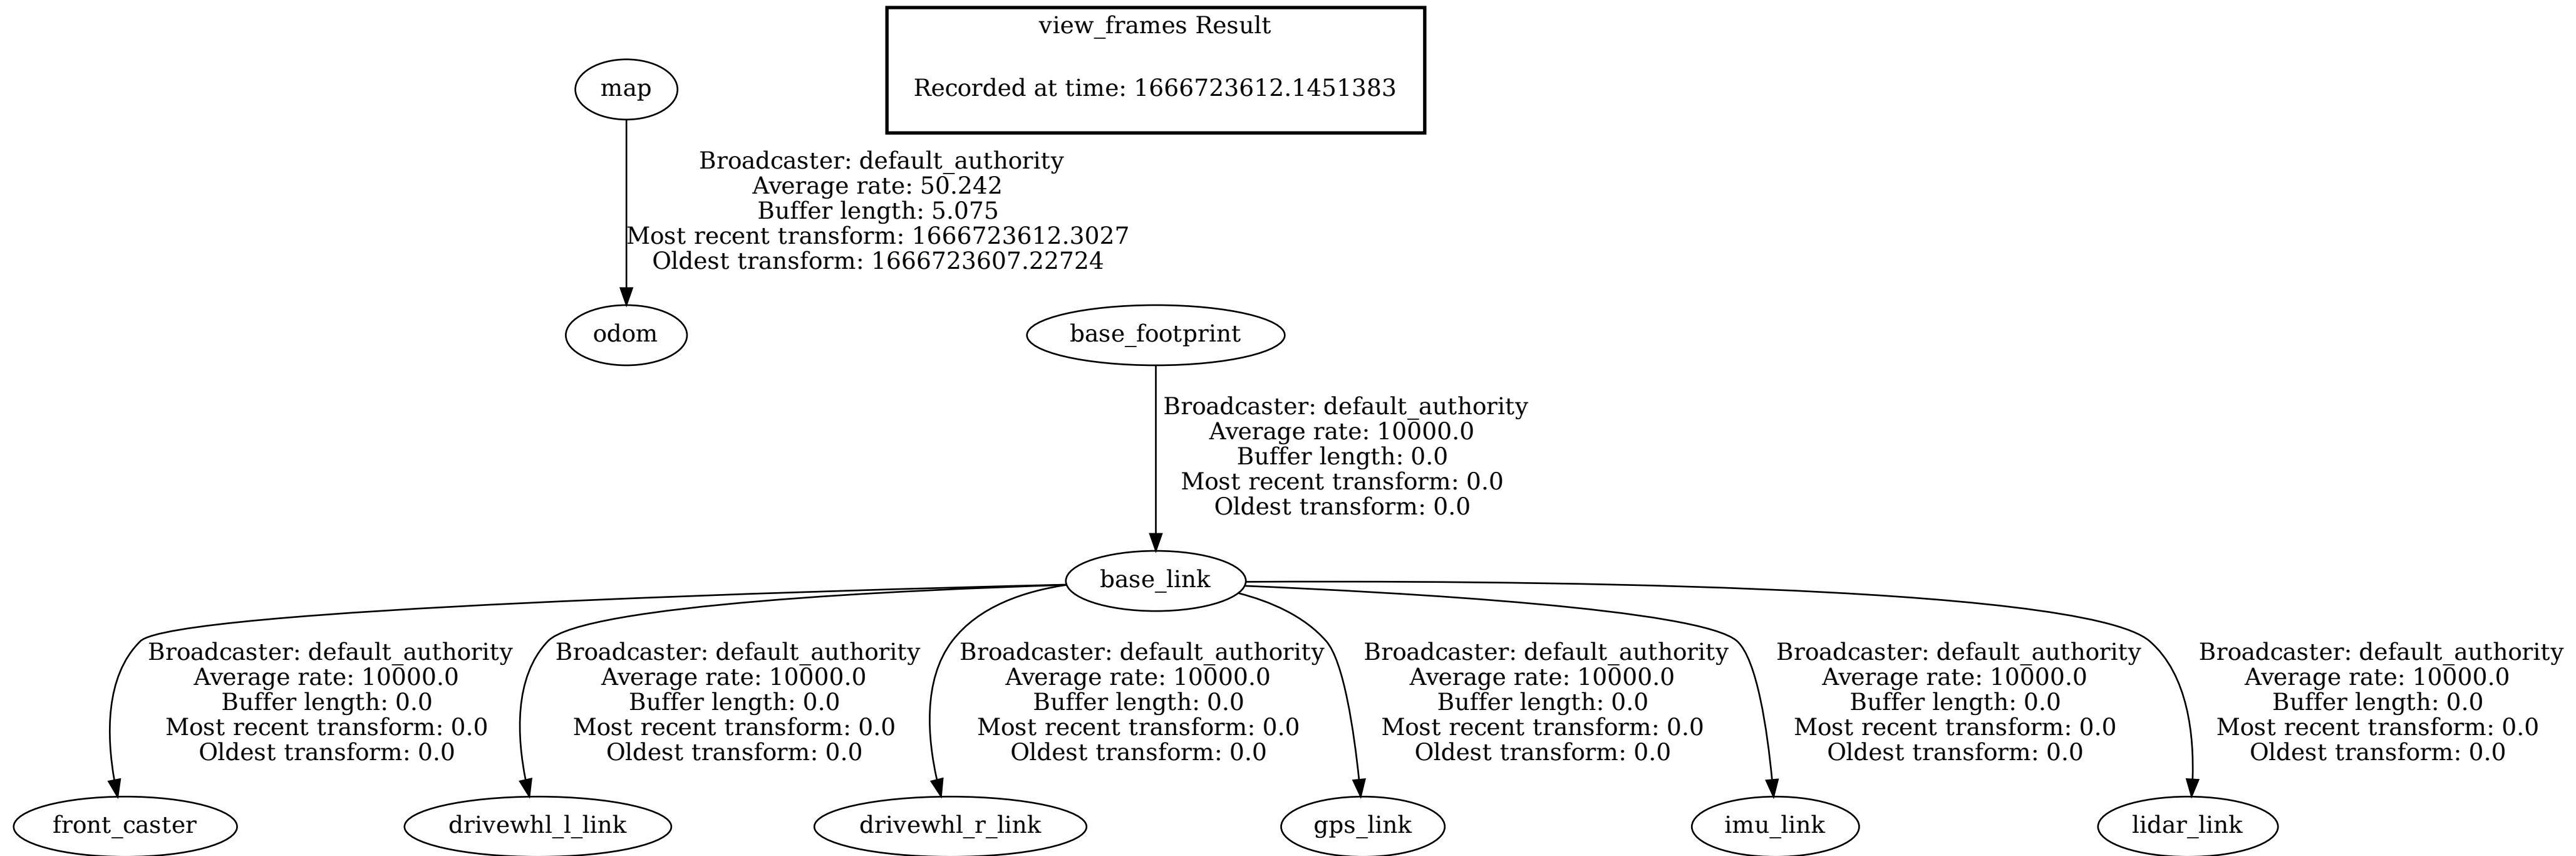 view_frames Result
Recorded at time: 1666723612.1451383
map
Broadcaster: default_authority
Average rate: 50.242
Buffer length: 5.075
Most recent transform: 1666723612.3027
Oldest transform: 1666723607.22724
odom
base_footprint
Broadcaster: default_authority
Average rate: 10000.0
Buffer length: 0.0
Most recent transform: 0.0
Oldest transform: 0.0
base_link
Broadcaster: default_authority
Average rate: 10000.0
Buffer length: 0.0
Most recent transform: 0.0
Oldest transform: 0.0
Broadcaster: default_authority
Average rate: 10000.0
Buffer length: 0.0
Most recent transform: 0.0
Oldest transform: 0.0
Broadcaster: default_authority
Average rate: 10000.0
Buffer length: 0.0
Most recent transform: 0.0
Oldest transform: 0.0
Broadcaster: default_authority
Average rate: 10000.0
Buffer length: 0.0
Most recent transform: 0.0
Oldest transform: 0.0
Broadcaster: default_authority
Average rate: 10000.0
Buffer length: 0.0
Most recent transform: 0.0
Oldest transform: 0.0
Broadcaster: default_authority
Average rate: 10000.0
Buffer length: 0.0
Most recent transform: 0.0
Oldest transform: 0.0
front_caster
drivewhl_l_link
drivewhl_r_link
gps_link
imu_link
lidar_link